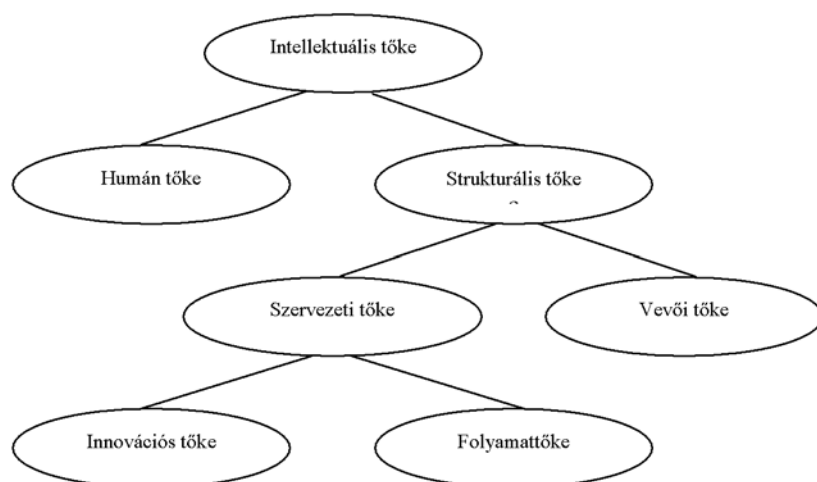 Intellektuális tőke
Humán tőke
Strukturális tőke
Szervezeti tőke
Vevői tőke
Innovációs tőke
Folyamattőke